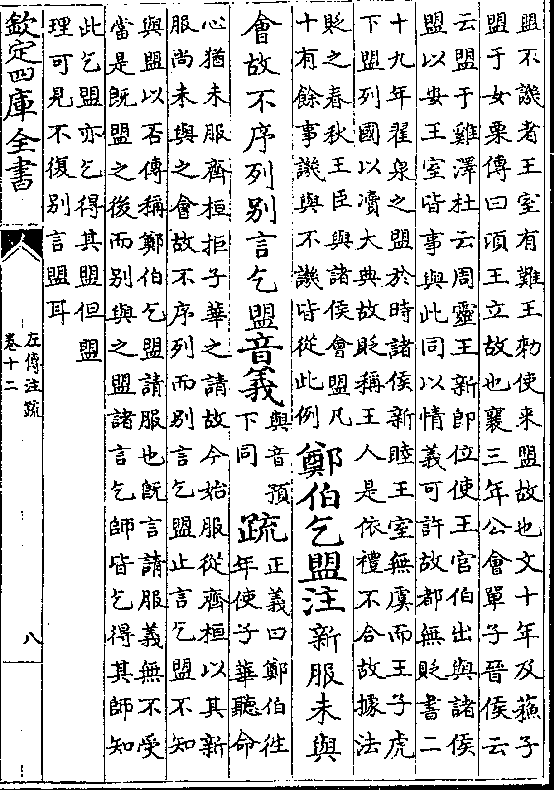 盟不譏者王室有難王勅使来盟故也文十年及蘇子
盟于女栗傳曰頃王立故也襄三年公會單子晉侯云
云盟于雞澤杜云周靈王新即位使王官伯出與諸侯
盟以安王室皆事與此同以情義可許故都無貶書二
十九年翟泉之盟於時諸侯新睦王室無虞而王子虎
下盟列國以瀆大典故貶稱王人是依禮不合故據法
貶之春秋王臣與諸侯會盟凡
十有餘事譏與不譏皆從此例
鄭伯乞盟注新服未與
會故不序列别言乞盟音義
與音預
下同
疏
正義曰鄭伯徃
年使子華聽命
心猶未服齊桓拒子華之請故今始服從齊桓以其新
服尚未與之會故不序列而别言乞盟止言乞盟不知
與盟以否傳稱鄭伯乞盟請服也既言請服義無不受
當是既盟之後而别與之盟諸言乞師皆乞得其師知
此乞盟亦乞得其盟但盟
理可見不復别言盟耳
欽定四庫全書
左傳注疏
卷十二
八